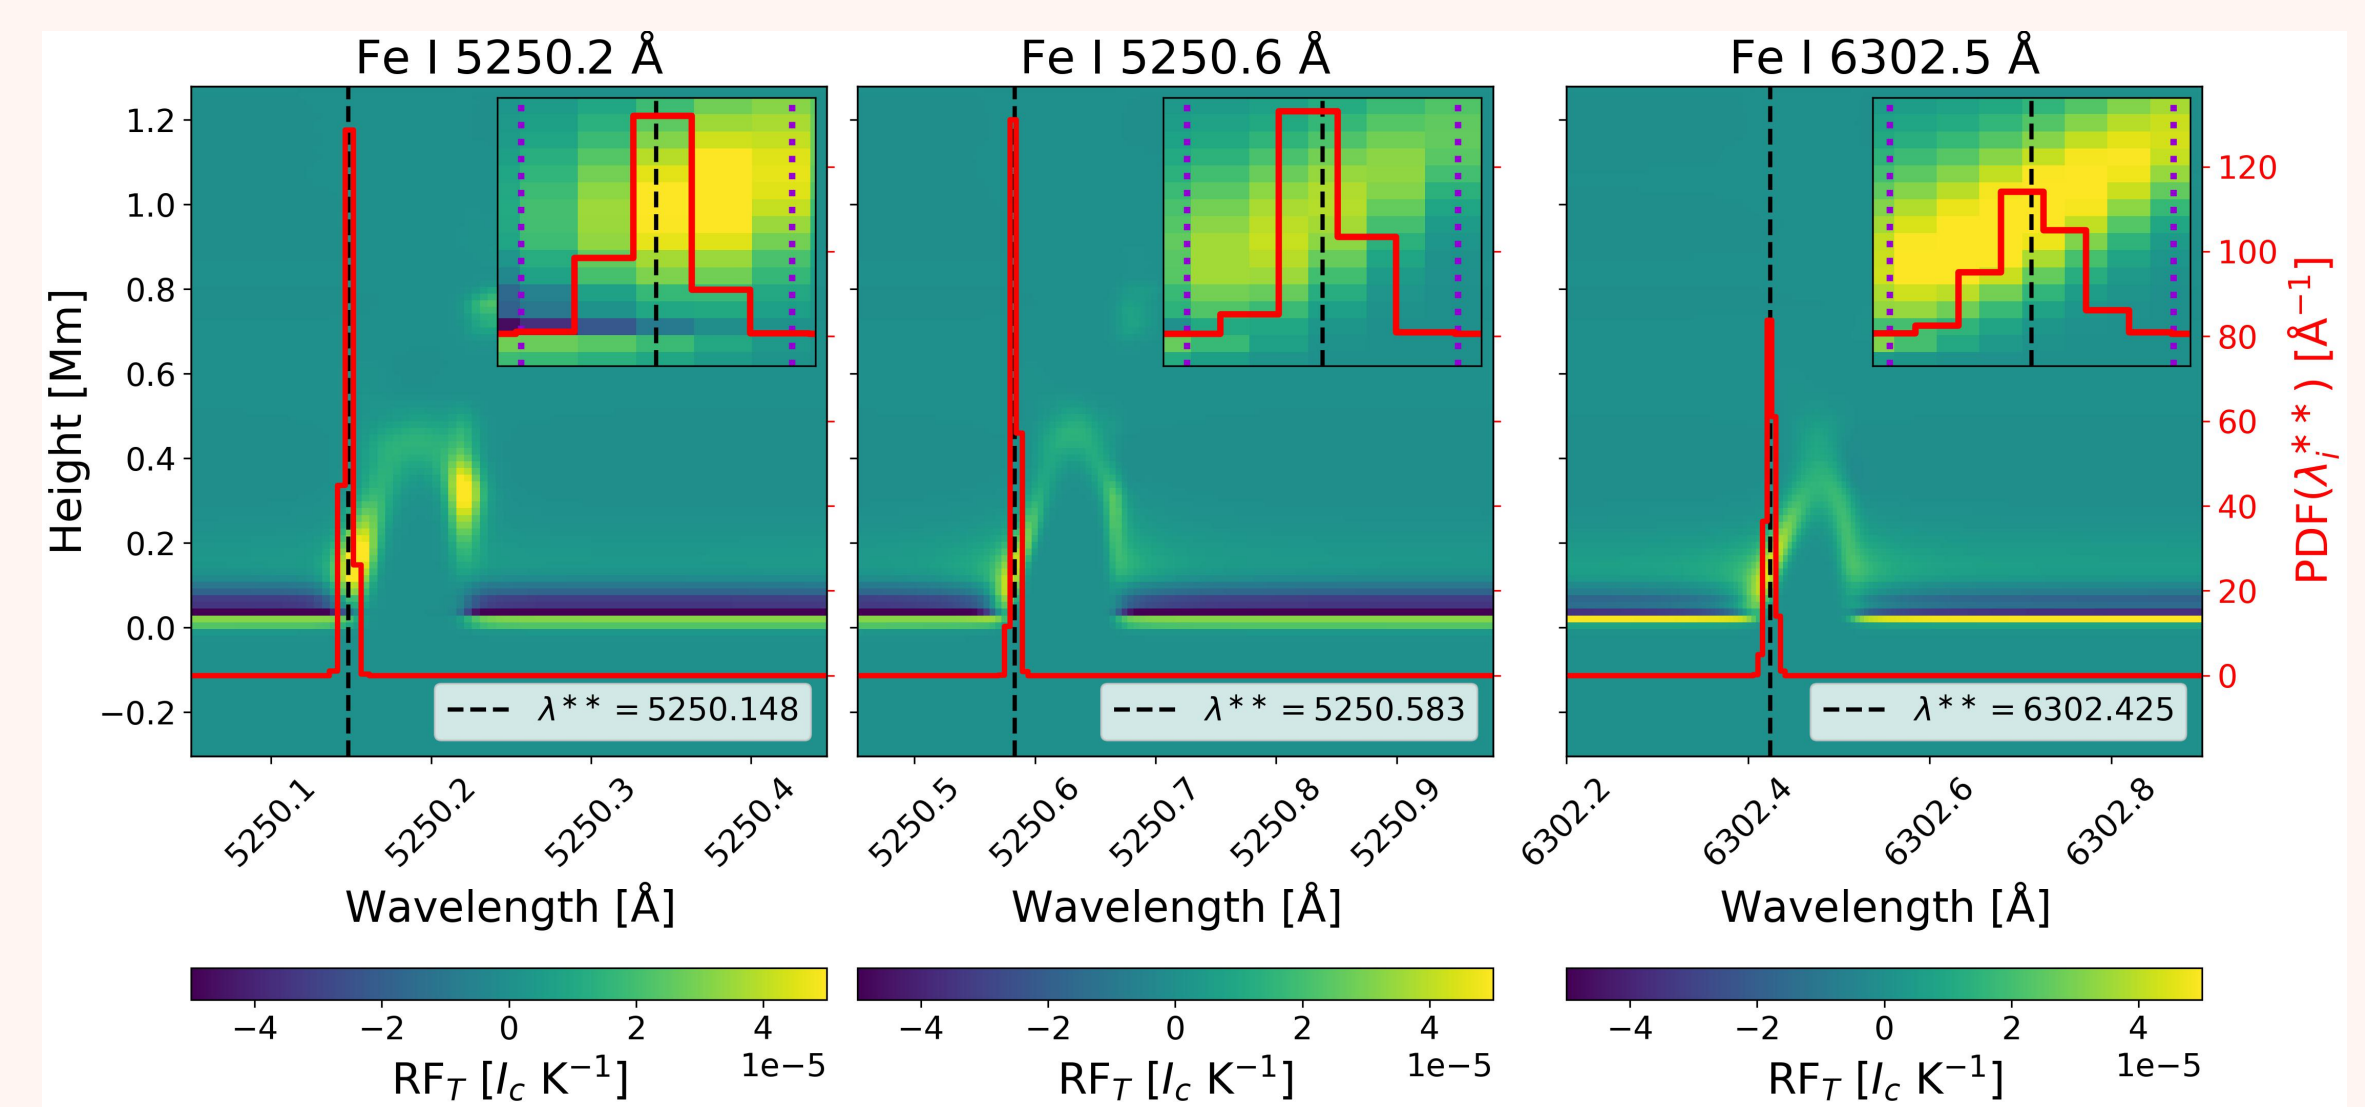 Fe I 5250.2 Å
Fe I 5250.6 Å
Fe I 6302.5 Å
Height [Mm]
1.2
1.0
0.8
0.6
0.4
0.2
0.0
−0.2
120
100
80
60
40
20
0
PDF(λ_i^**) [Å⁻¹]
λ** = 5250.148
λ** = 5250.583
λ** = 6302.425
5250.1 5250.2 5250.3 5250.4
5250.5 5250.6 5250.7 5250.8 5250.9
6302.2 6302.4 6302.6 6302.8
Wavelength [Å]
Wavelength [Å]
Wavelength [Å]
−4 −2 0 2 4
−4 −2 0 2 4
−4 −2 0 2 4
1e−5
1e−5
1e−5
RF_T [I_c K⁻¹]
RF_T [I_c K⁻¹]
RF_T [I_c K⁻¹]